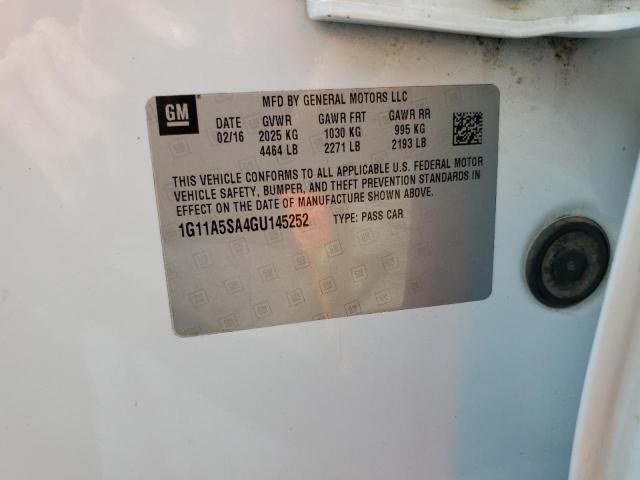 GM
MFD BY GENERAL MOTORS LLC
DATE GVWR GAWR FRT GAWR RR
02/16 2025 KG 1030 KG 995 KG
4464 LB 2271 LB 2193 LB
THIS VEHICLE CONFORMS TO ALL APPLICABLE U.S. FEDERAL MOTOR
VEHICLE SAFETY, BUMPER, AND THEFT PREVENTION STANDARDS IN
EFFECT ON THE DATE OF MANUFACTURE SHOWN ABOVE.
1G11A5SA4GU145252 TYPE: PASS CAR